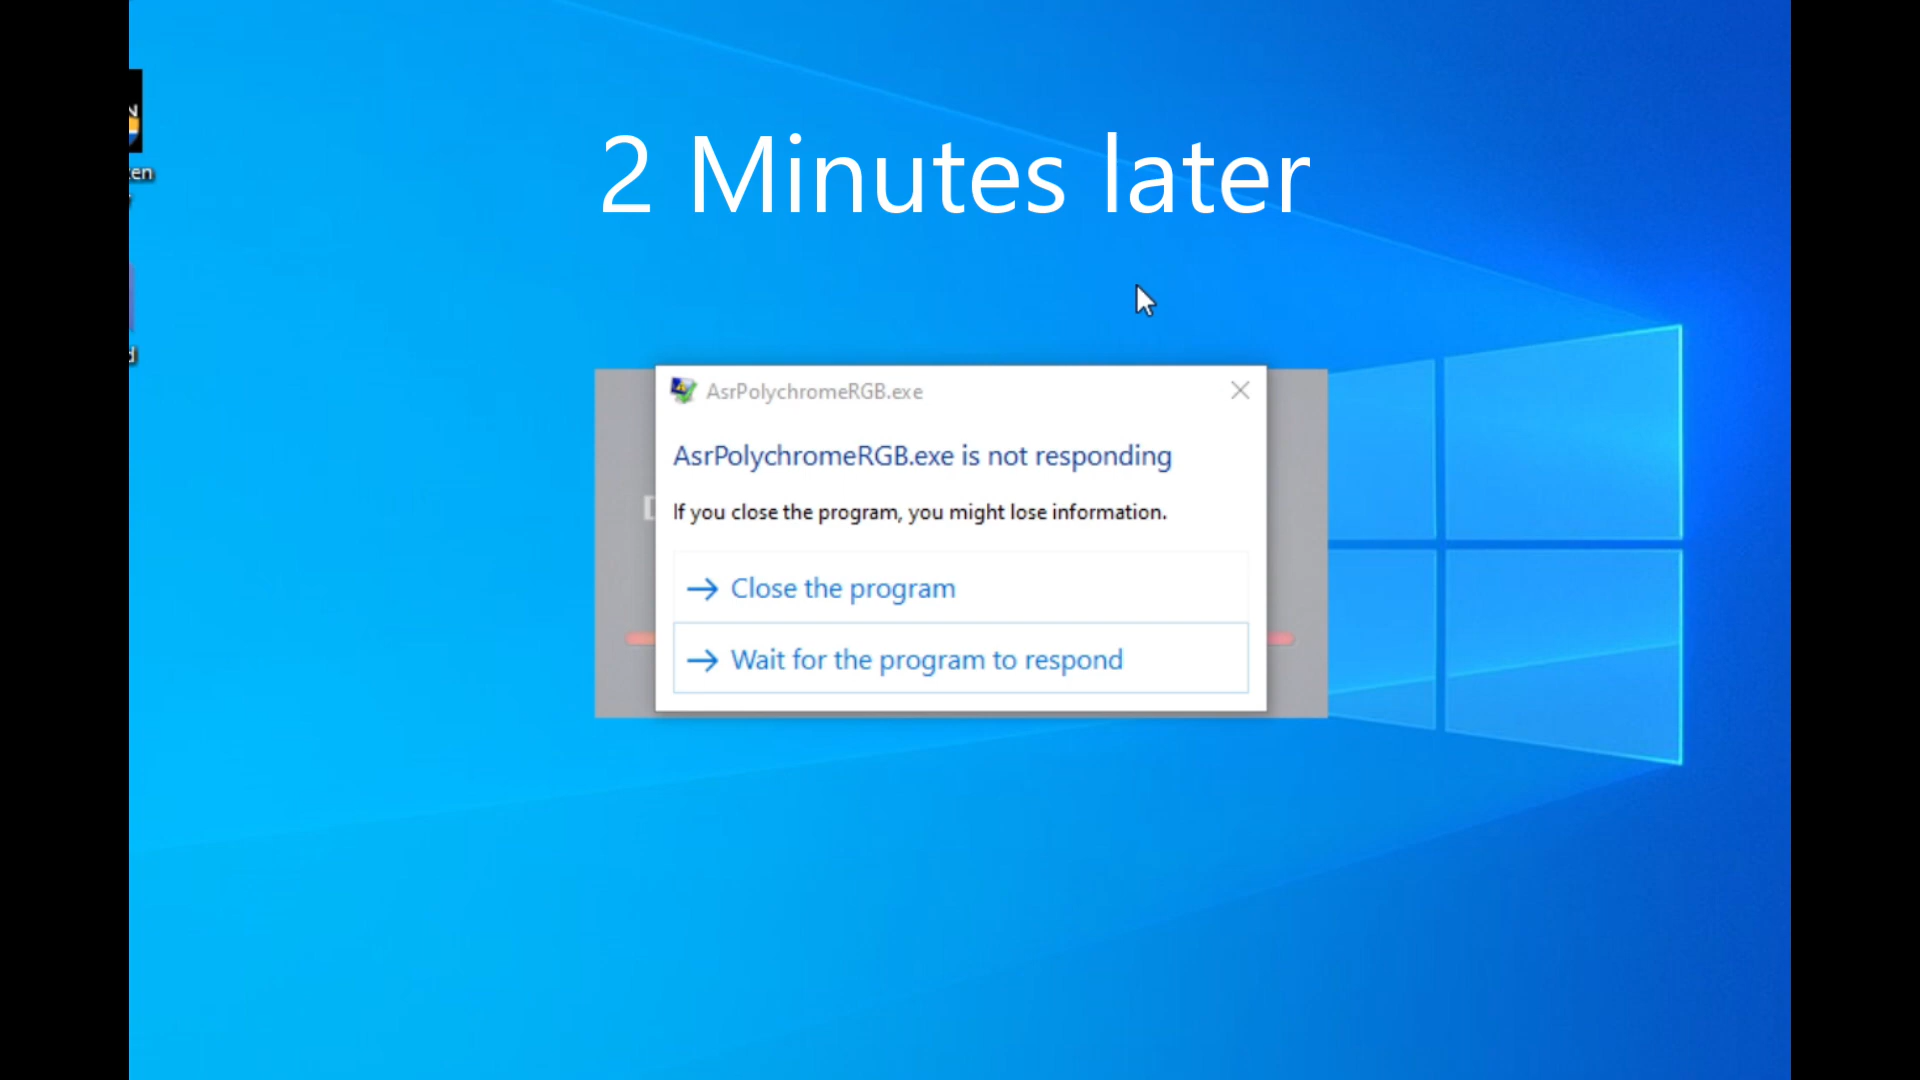 2 Minutes later
AsrPolychromeRGB.exe
AsrPolychromeRGB.exe is not responding
If you close the program, you might lose information.
Close the program
Wait for the program to respond